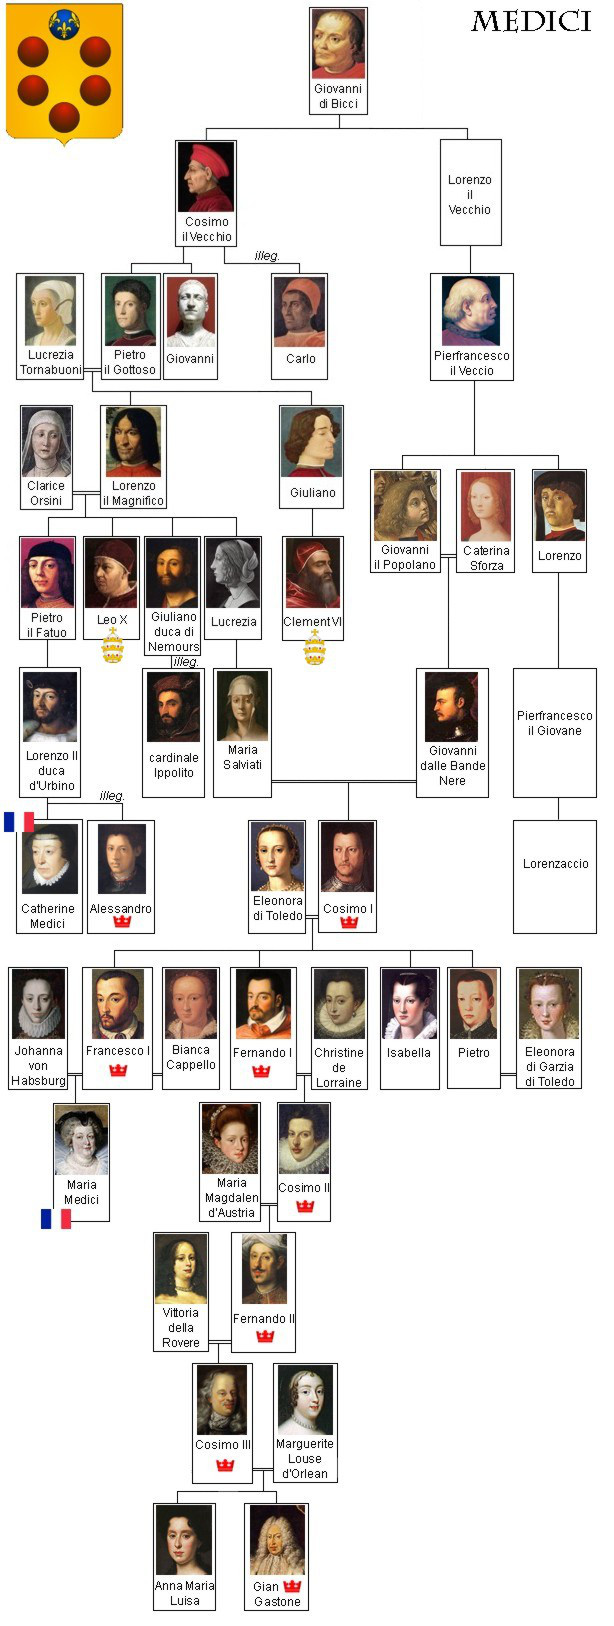 MEDICI
Giovanni
di Bicci
Cosimo
il Vecchio
Lorenzo
il
Vecchio
illeg.
Lucrezia
Tornabuoni
Pietro
il Gottoso
Giovanni
Carlo
Pierfrancesco
il Veccio
Clarice
Orsini
Lorenzo
il Magnifico
Giuliano
Giovanni
il Popolano
Caterina
Sforza
Lorenzo
Pietro
il Fatuo
Leo X
Giuliano
duca di
Nemours
Lucrezia
Clement VI
illeg.
Lorenzo II
duca
d'Urbino
cardinale
Ippolito
Maria
Salviati
Giovanni
dalle Bande
Nere
Pierfrancesco
il Giovane
illeg.
Catherine
Medici
Alessandro
Eleonora
di Toledo
Cosimo I
Lorenzaccio
Johanna
von
Habsburg
Francesco I
Bianca
Cappello
Fernando I
Christine
de
Lorraine
Isabella
Pietro
Eleonora
di Garzia
di Toledo
Maria
Medici
Maria
Magdalen
d'Austria
Cosimo II
Vittoria
della
Rovere
Fernando II
Cosimo III
Marguerite
Louse
d'Orlean
Anna Maria
Luisa
Gian
Gastone